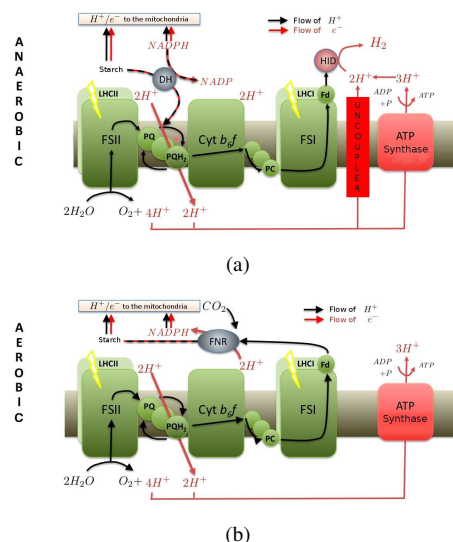 ANAEROBIC
H⁺/e⁻ to the mitochondria
Flow of H⁺
Flow of e⁻
NADPH
H₂
HID
Starch
DH
NADP
2H⁺
3H⁺
LHCII
2H⁺
2H⁺
LHCI
Fd
ADP
+P
ATP
FSII
PQ
PQH₂
Cyt b₆f
PC
FSI
UNCOUPLER
ATP
Synthase
2H₂O
O₂+
4H⁺
2H⁺
(a)
AEROBIC
H⁺/e⁻ to the mitochondria
CO₂
Flow of H⁺
Flow of e⁻
NADPH
Starch
FNR
3H⁺
LHCII
2H⁺
2H⁺
LHCI
Fd
ADP
+P
ATP
FSII
PQ
PQH₂
Cyt b₆f
PC
FSI
ATP
Synthase
2H₂O
O₂+
4H⁺
2H⁺
(b)